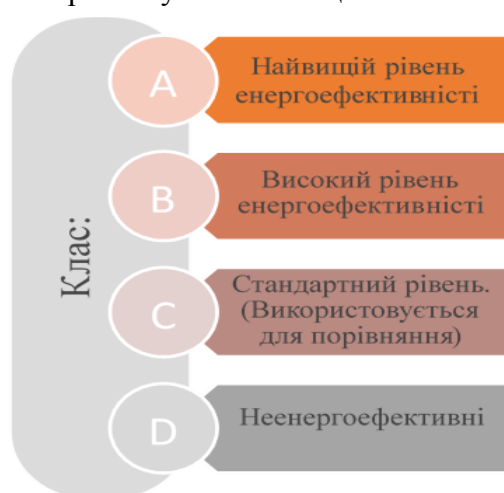 Клас:
A
Найвищій рівень
енергоефективністі
B
Високий рівень
енергоефективністі
C
Стандартний рівень.
(Використовується
для порівняння)
D
Неенергоефективні